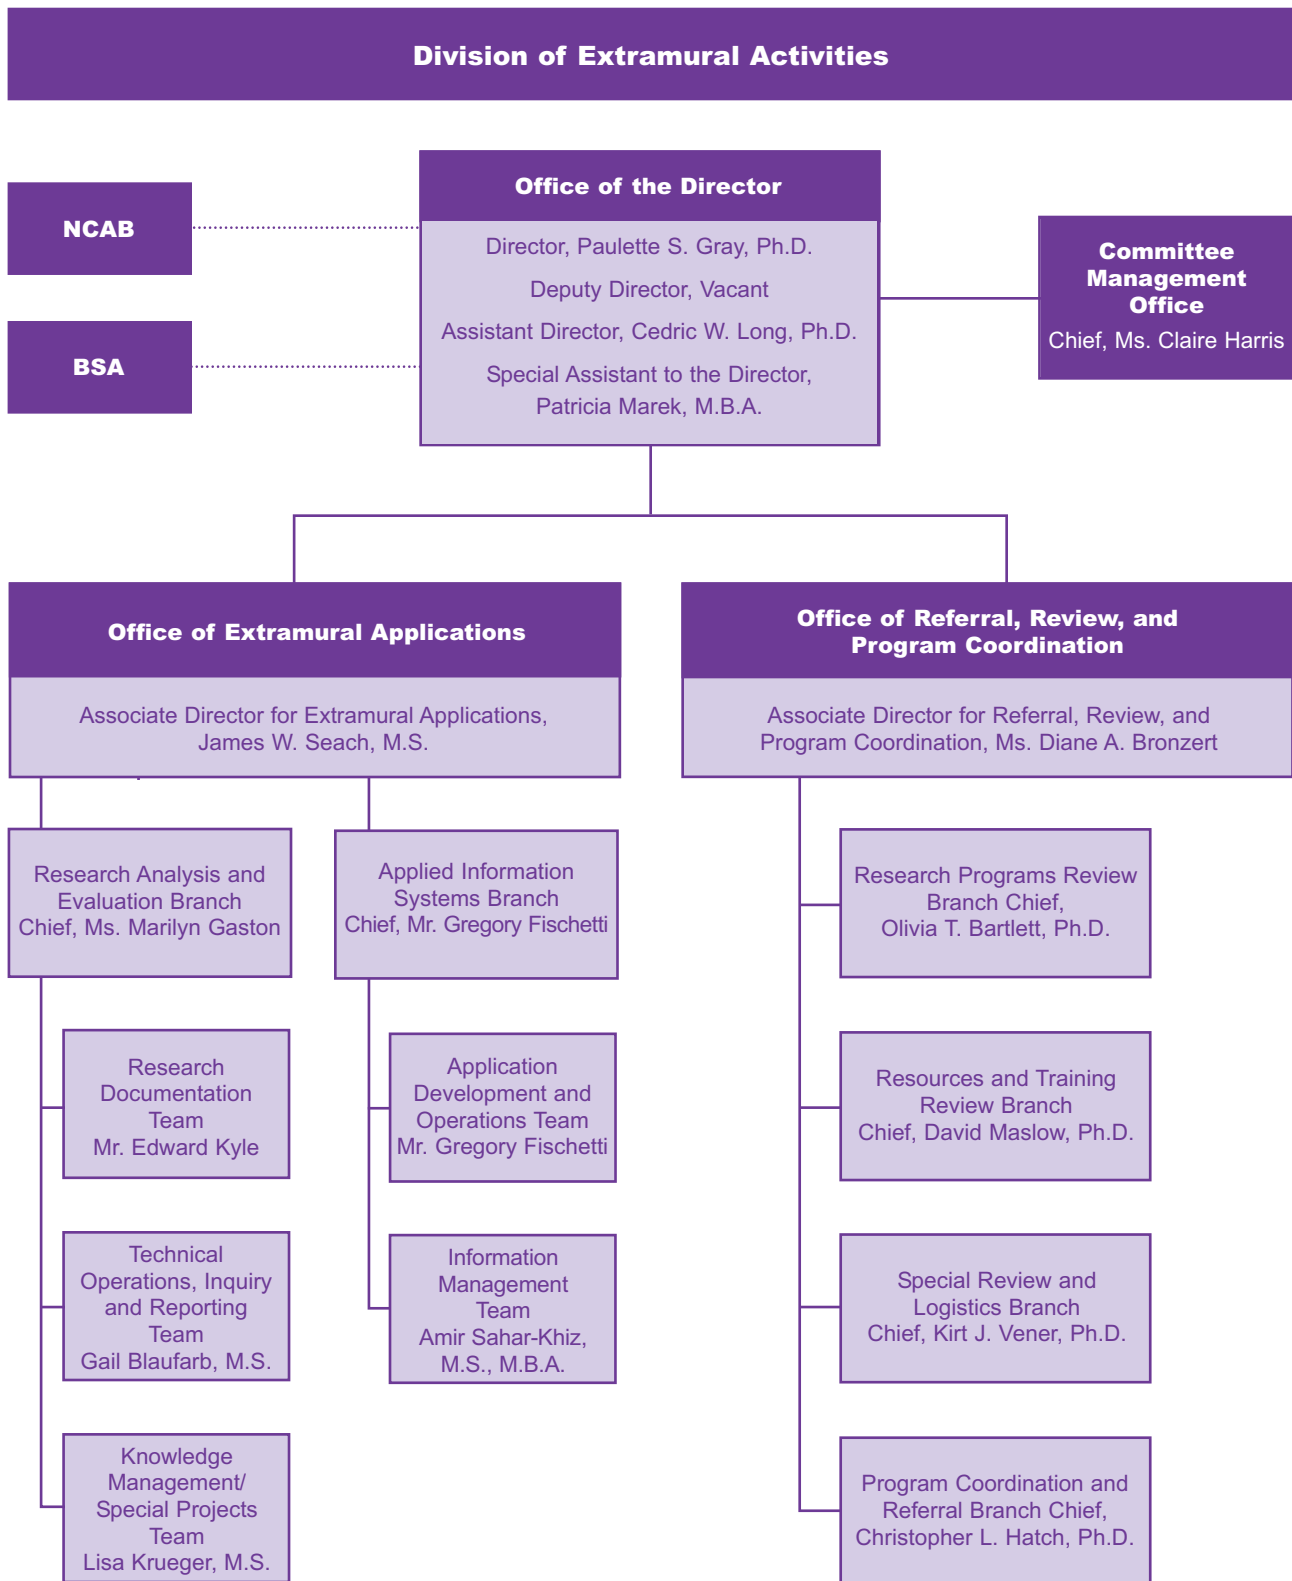 Division of Extramural Activities
NCAB
BSA
Office of the Director
Director, Paulette S. Gray, Ph.D.
Deputy Director, Vacant
Assistant Director, Cedric W. Long, Ph.D.
Special Assistant to the Director,
Patricia Marek, M.B.A.
Committee
Management
Office
Chief, Ms. Claire Harris
Office of Extramural Applications
Associate Director for Extramural Applications,
James W. Seach, M.S.
Research Analysis and
Evaluation Branch
Chief, Ms. Marilyn Gaston
Research
Documentation
Team
Mr. Edward Kyle
Technical
Operations, Inquiry
and Reporting
Team
Gail Blaufarb, M.S.
Knowledge
Management/
Special Projects
Team
Lisa Krueger, M.S.
Applied Information
Systems Branch
Chief, Mr. Gregory Fischetti
Application
Development and
Operations Team
Mr. Gregory Fischetti
Information
Management
Team
Amir Sahar-Khiz,
M.S., M.B.A.
Office of Referral, Review, and
Program Coordination
Associate Director for Referral, Review, and
Program Coordination, Ms. Diane A. Bronzert
Research Programs Review
Branch Chief,
Olivia T. Bartlett, Ph.D.
Resources and Training
Review Branch
Chief, David Maslow, Ph.D.
Special Review and
Logistics Branch
Chief, Kirt J. Vener, Ph.D.
Program Coordination and
Referral Branch Chief,
Christopher L. Hatch, Ph.D.